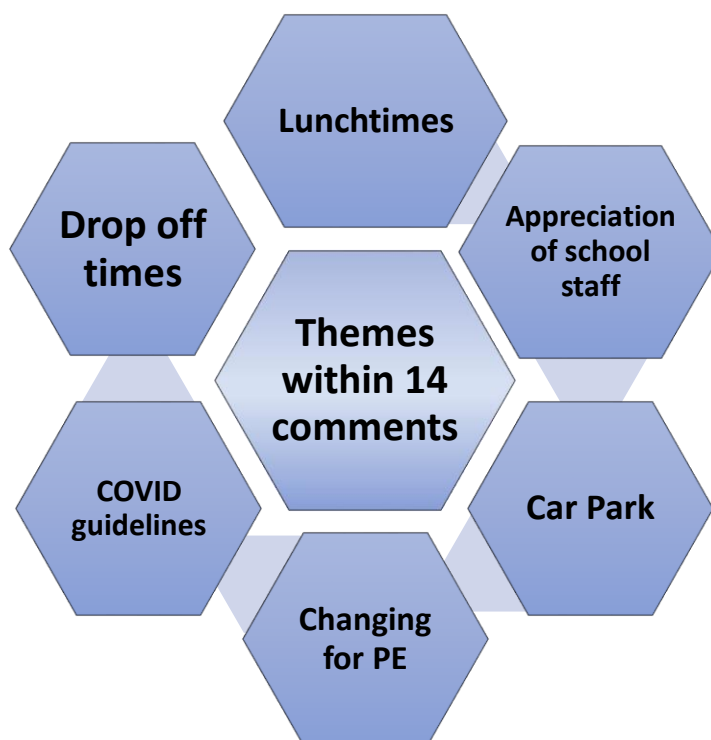 Lunchtimes
Appreciation
of school
staff
Drop off
times
Themes
within 14
comments
COVID
guidelines
Car Park
Changing
for PE